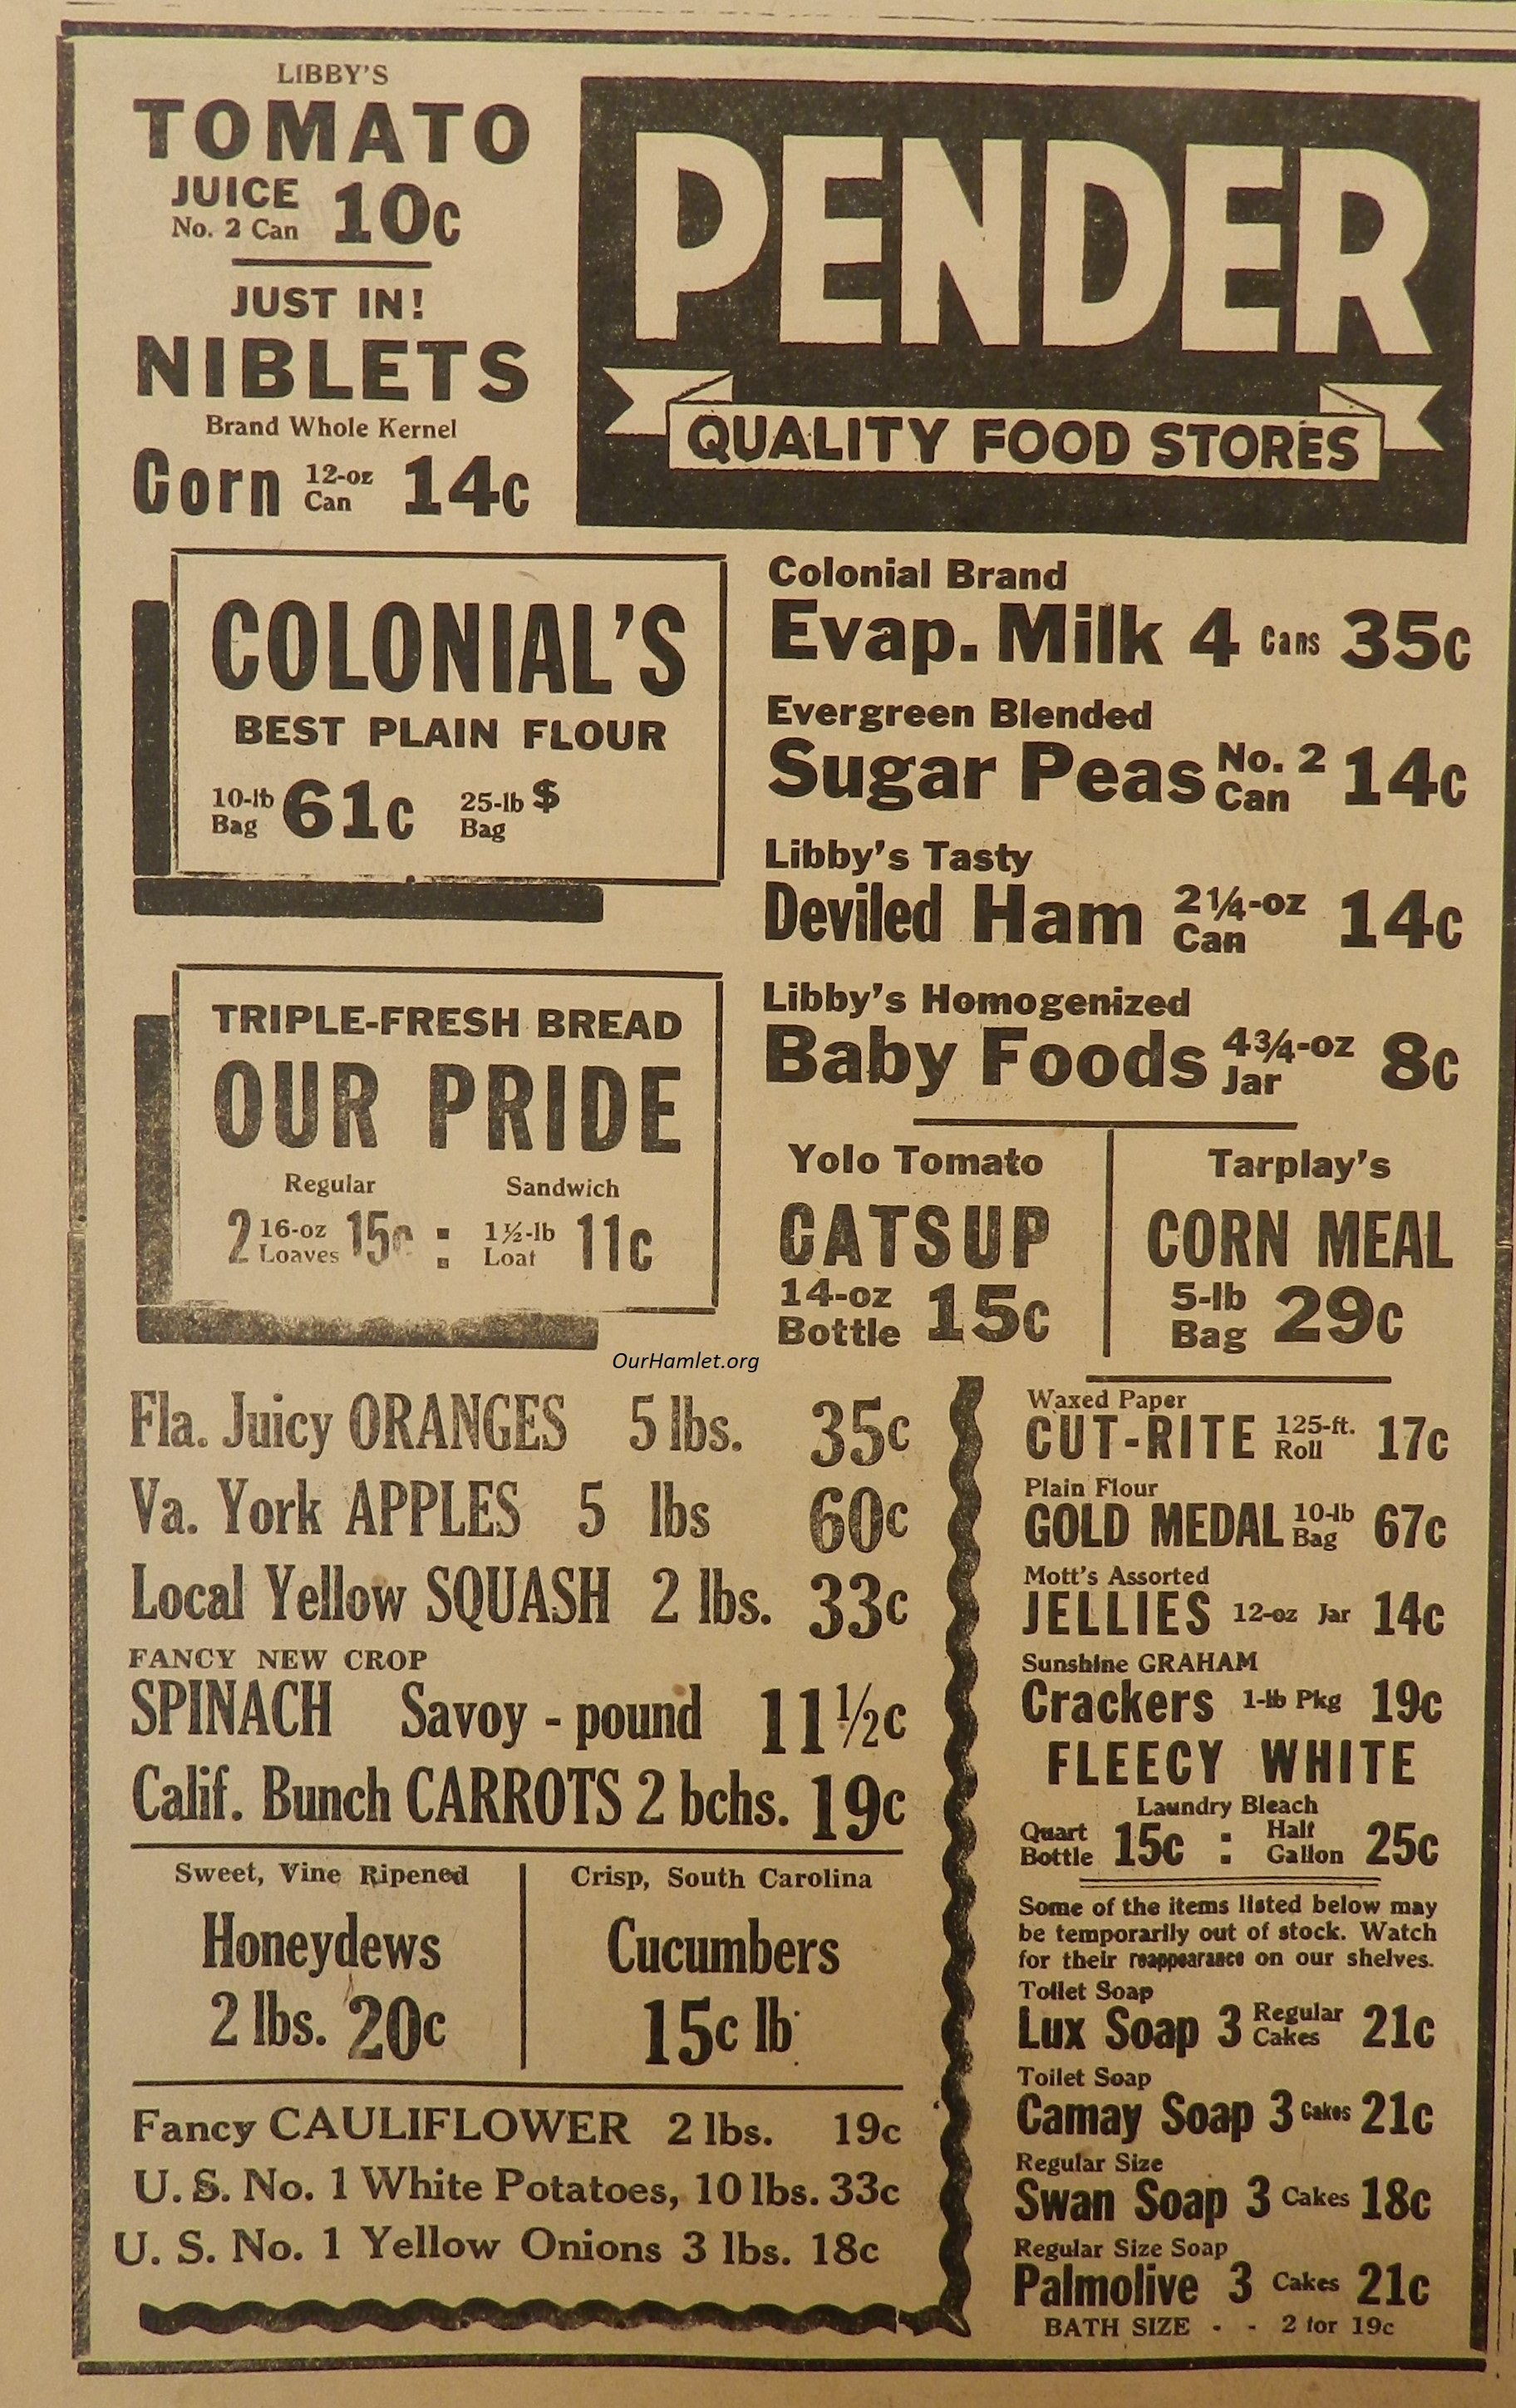 LIBBY'S
TOMATO
JUICE
No. 2 Can
10c
JUST IN!
NIBLETS
Brand Whole Kernel
Corn 12-oz Can 14c
PENDER
QUALITY FOOD STORES
COLONIAL'S
BEST PLAIN FLOUR
10-lb Bag 61c 25-lb Bag $
Colonial Brand
Evap. Milk 4 Cans 35c
Evergreen Blended
Sugar Peas No. 2 Can 14c
Libby's Tasty
Deviled Ham 2¼-oz Can 14c
Libby's Homogenized
Baby Foods 4¾-oz Jar 8c
TRIPLE-FRESH BREAD
OUR PRIDE
Regular Sandwich
2 16-oz Loaves 15c : 1½-lb Loaf 11c
Yolo Tomato
CATSUP
14-oz Bottle 15c
Tarplay's
CORN MEAL
5-lb Bag 29c
OurHamlet.org
Fla. Juicy ORANGES 5 lbs. 35c
Va. York APPLES 5 lbs 60c
Local Yellow SQUASH 2 lbs. 33c
FANCY NEW CROP
SPINACH Savoy - pound 11½c
Calif. Bunch CARROTS 2 bchs. 19c
Sweet, Vine Ripened
Honeydews
2 lbs. 20c
Crisp, South Carolina
Cucumbers
15c lb
Fancy CAULIFLOWER 2 lbs. 19c
U. S. No. 1 White Potatoes, 10 lbs. 33c
U. S. No. 1 Yellow Onions 3 lbs. 18c
Waxed Paper
CUT-RITE 125-ft. Roll 17c
Plain Flour
GOLD MEDAL 10-lb Bag 67c
Mott's Assorted
JELLIES 12-oz Jar 14c
Sunshine GRAHAM
Crackers 1-lb Pkg 19c
FLEECY WHITE
Laundry Bleach
Quart Bottle 15c : Half Gallon 25c
Some of the items listed below may
be temporarily out of stock. Watch
for their reappearance on our shelves.
Toilet Soap
Lux Soap 3 Regular Cakes 21c
Toilet Soap
Camay Soap 3 Cakes 21c
Regular Size
Swan Soap 3 Cakes 18c
Regular Size Soap
Palmolive 3 Cakes 21c
BATH SIZE - - 2 for 19c